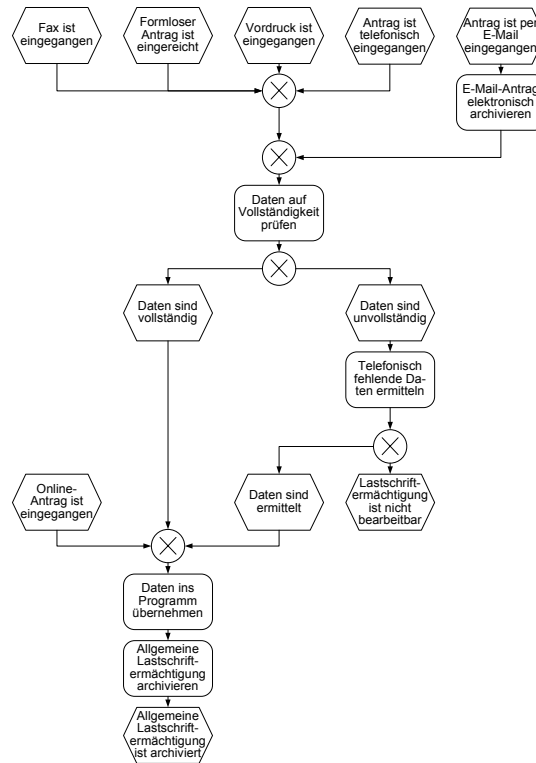 Fax ist
eingegangen
Formloser
Antrag ist
eingereicht
Vordruck ist
eingegangen
Antrag ist
telefonisch
eingegangen
Antrag ist per
E-Mail
eingegangen
E-Mail-Antrag
elektronisch
archivieren
Daten auf
Vollständigkeit
prüfen
Daten sind
vollständig
Daten sind
unvollständig
Telefonisch
fehlende Da-
ten ermitteln
Online-
Antrag ist
eingegangen
Daten sind
ermittelt
Lastschrift-
ermächtigung
ist nicht
bearbeitbar
Daten ins
Programm
übernehmen
Allgemeine
Lastschrift-
ermächtigung
archivieren
Allgemeine
Lastschrift-
ermächtigung
ist archiviert